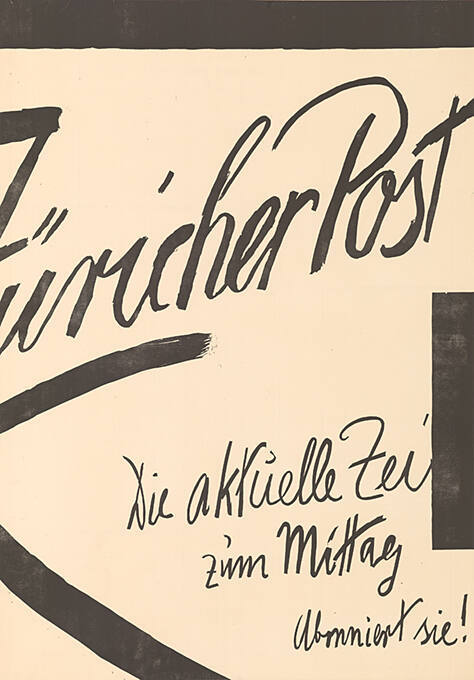 Züricher Post
Die aktuelle Zei
zum Mittag
Abonniert sie!